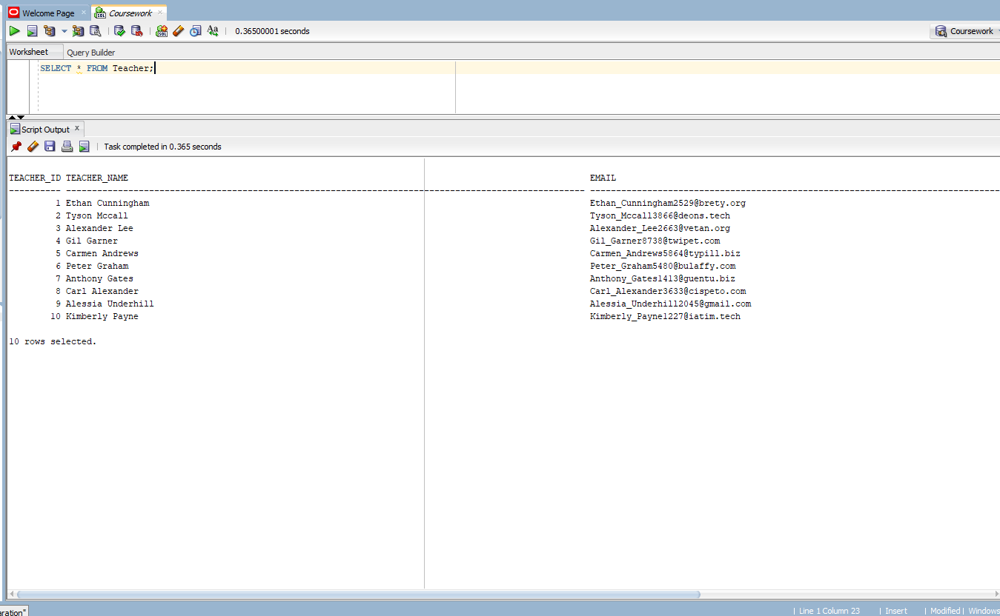 Welcome Page
Coursework
0.36500001 seconds
Coursework
Worksheet Query Builder
SELECT * FROM Teacher;
Script Output
Task completed in 0.365 seconds
TEACHER_ID TEACHER_NAME EMAIL
---------- ---------------------------------------------------------------------------------------------------- -------------------------------------------------------------------------------
1 Ethan Cunningham Ethan_Cunningham2529@brety.org
2 Tyson Mccall Tyson_Mccall3866@deons.tech
3 Alexander Lee Alexander_Lee2663@vetan.org
4 Gil Garner Gil_Garner8738@twipet.com
5 Carmen Andrews Carmen_Andrews5864@typill.biz
6 Peter Graham Peter_Graham5480@bulaffy.com
7 Anthony Gates Anthony_Gates1413@guentu.biz
8 Carl Alexander Carl_Alexander3633@cispeto.com
9 Alessia Underhill Alessia_Underhill2045@gmail.com
10 Kimberly Payne Kimberly_Payne1227@iatim.tech
10 rows selected.
aration"
| Line 1 Column 23 | Insert | Modified | Windows